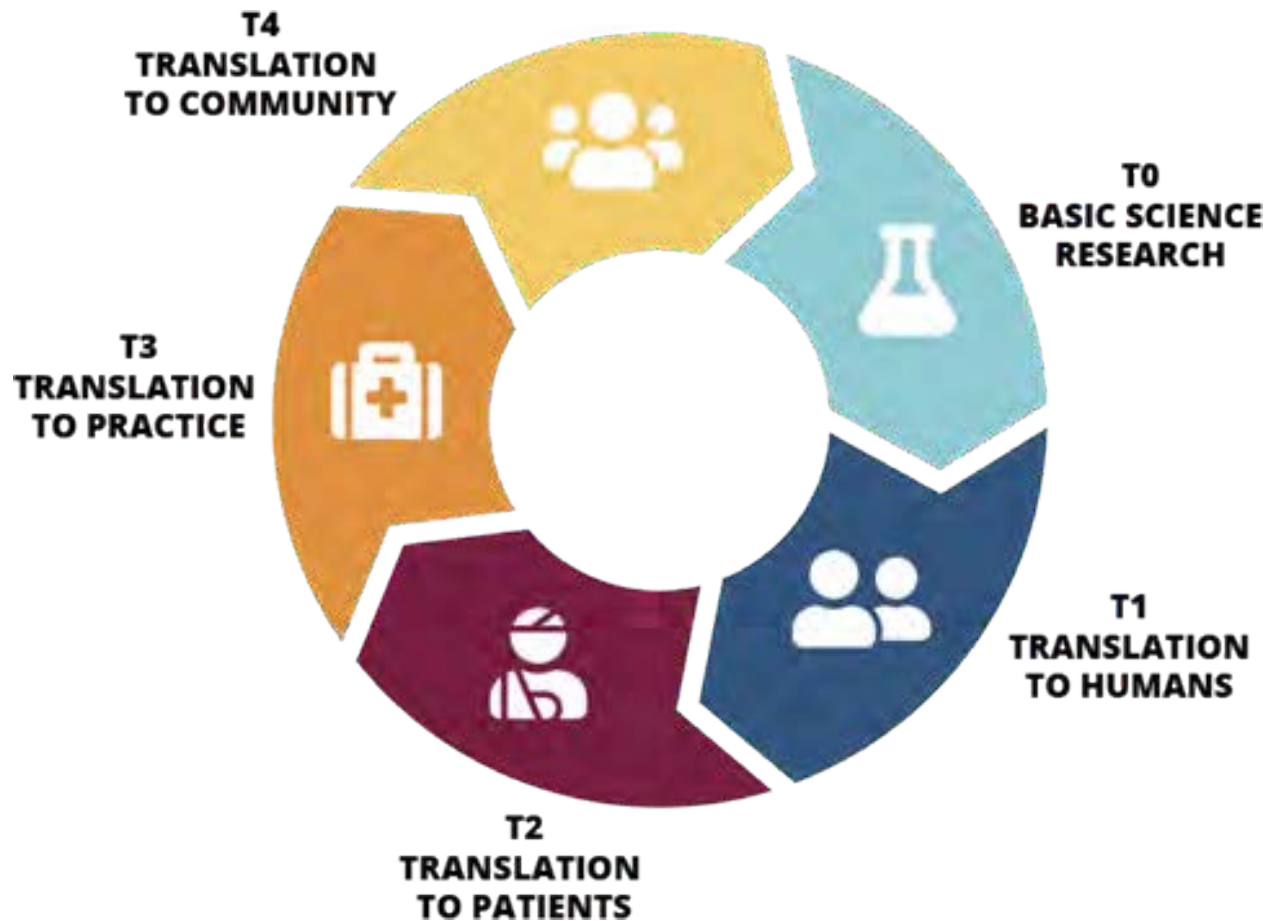 T4
TRANSLATION
TO COMMUNITY
T0
BASIC SCIENCE
RESEARCH
T3
TRANSLATION
TO PRACTICE
T1
TRANSLATION
TO HUMANS
T2
TRANSLATION
TO PATIENTS